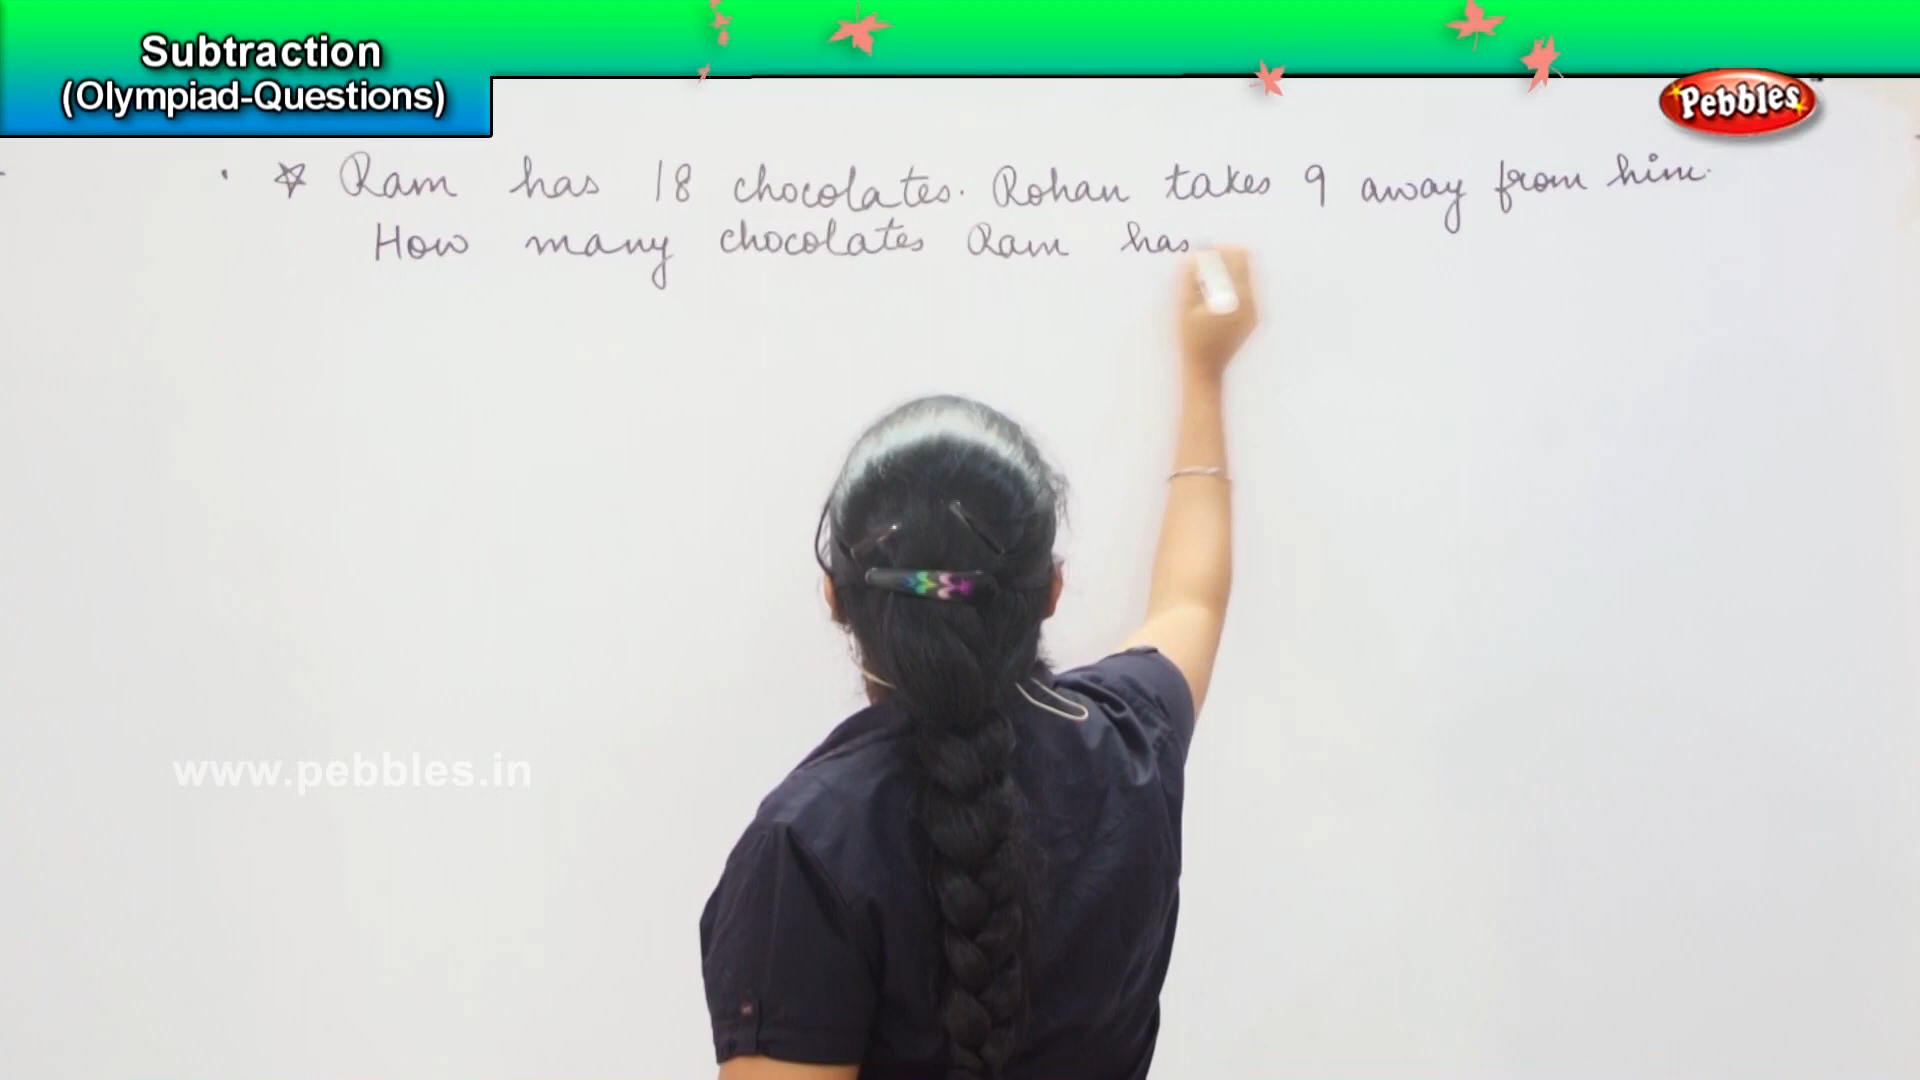 Subtraction
(Olympiad-Questions)
Pebbles
☆ Ram has 18 chocolates. Rohan takes 9 away from him.
How many chocolates Ram has
www.pebbles.in